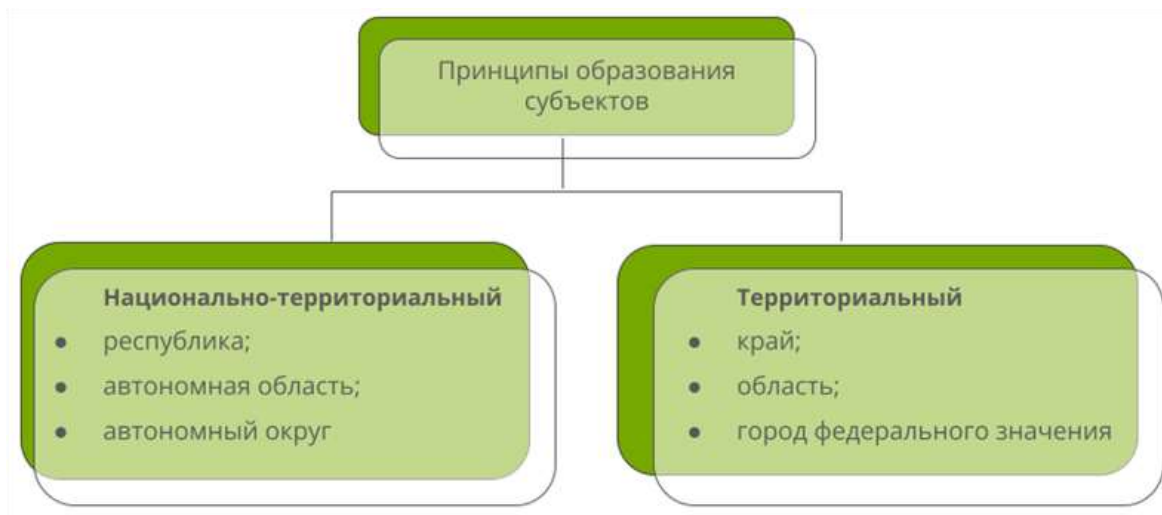 Принципы образования
субъектов
Национально-территориальный
● республика;
● автономная область;
● автономный округ
Территориальный
● край;
● область;
● город федерального значения